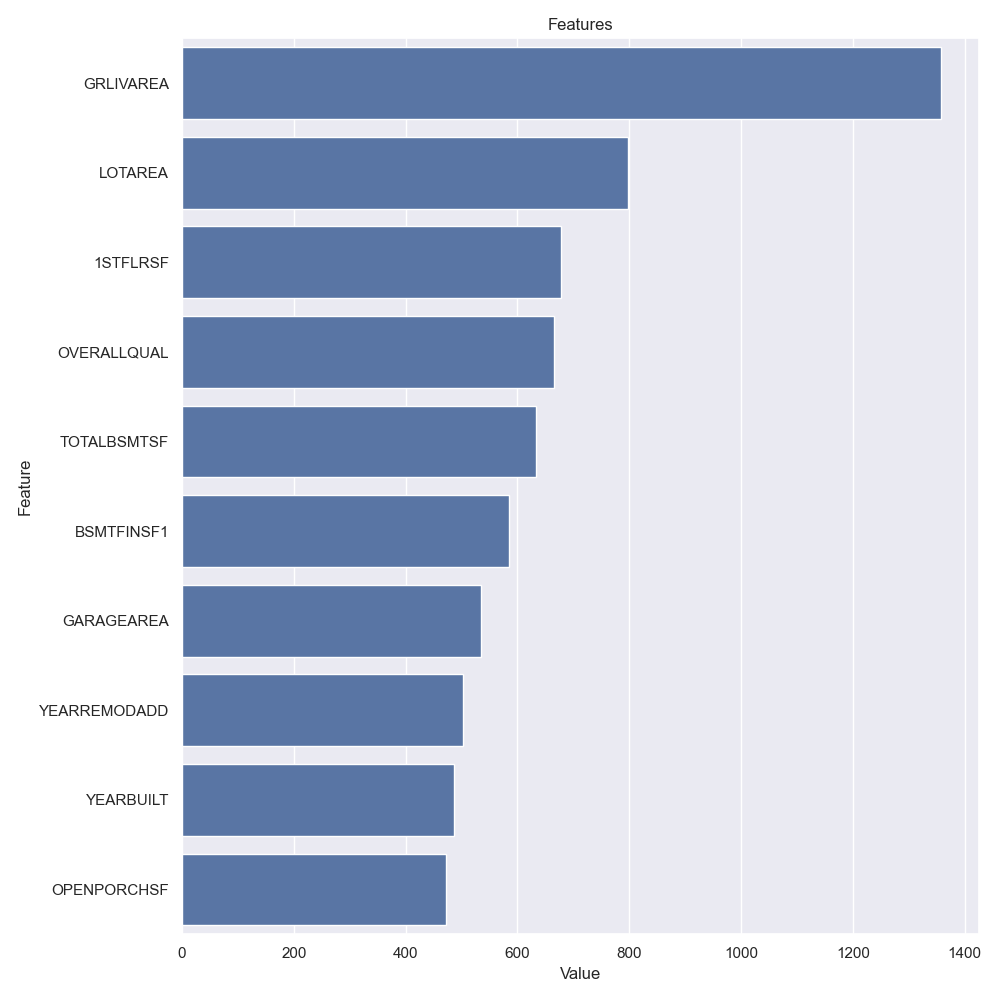 Features
GRLIVAREA
LOTAREA
1STFLRSF
OVERALLQUAL
TOTALBSMTSF
BSMTFINSF1
GARAGEAREA
YEARREMODADD
YEARBUILT
OPENPORCHSF
Feature
0 200 400 600 800 1000 1200 1400
Value